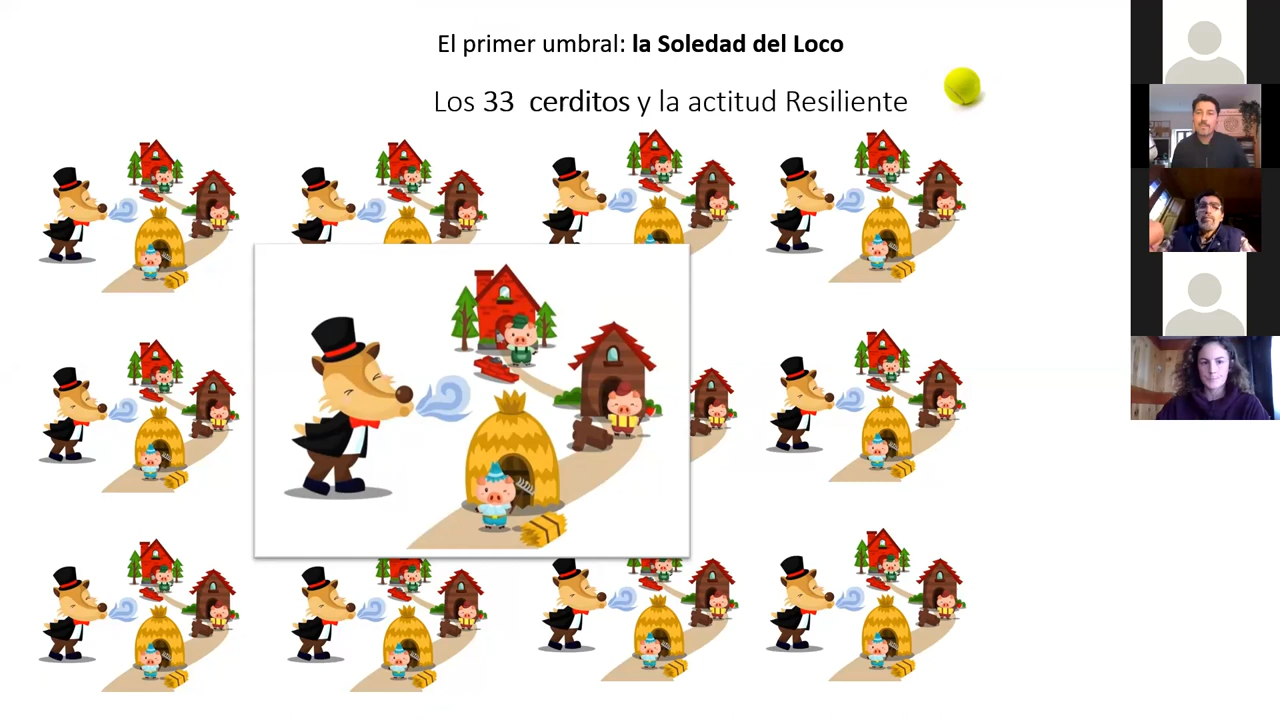 El primer umbral: la Soledad del Loco
Los 33 cerditos y la actitud Resiliente